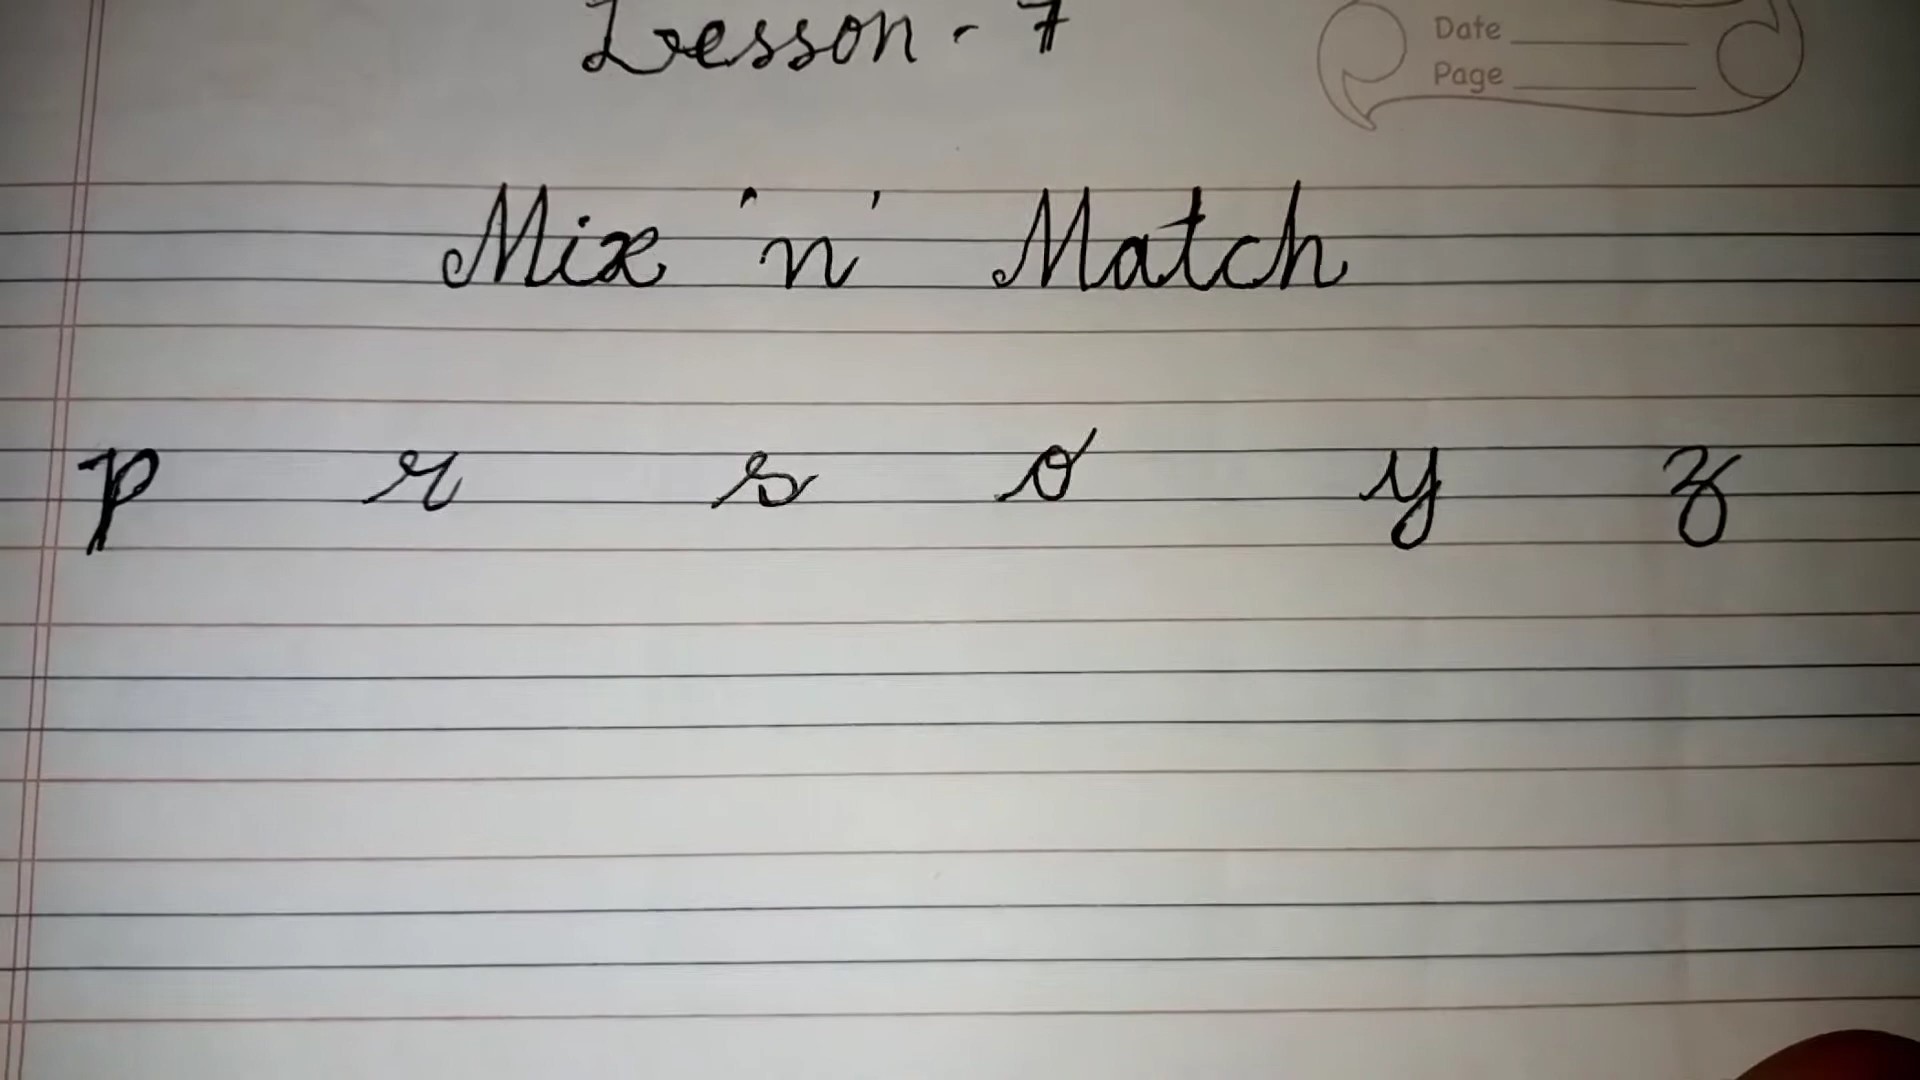 Lesson - 7
Date
Page
Mix 'n' Match
p r s o y z